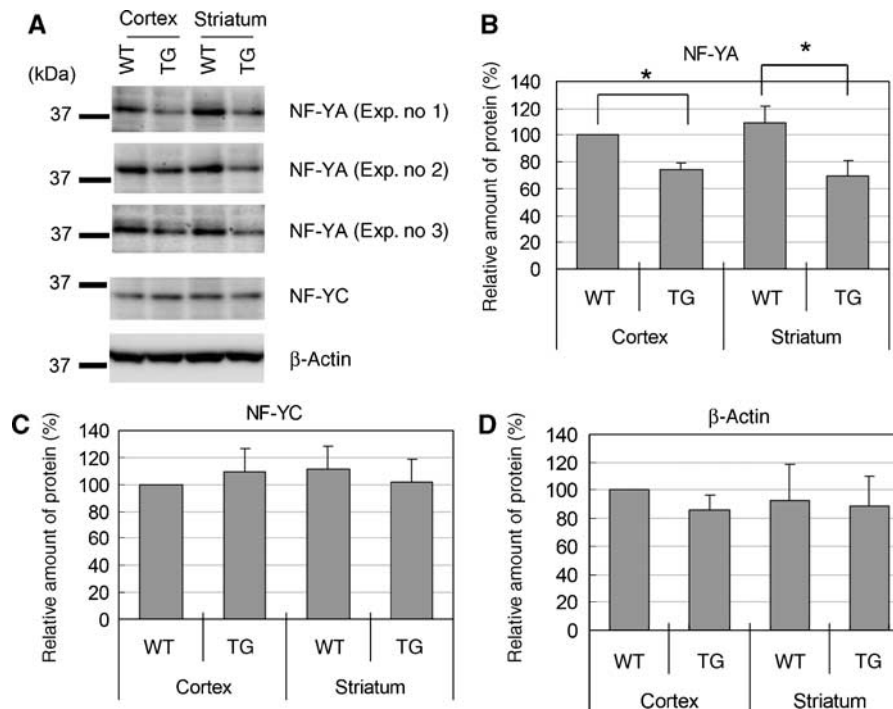 A
Cortex Striatum
(kDa) WT TG WT TG
37 NF-YA (Exp. no 1)
37 NF-YA (Exp. no 2)
37 NF-YA (Exp. no 3)
37
NF-YC
37 β-Actin
B
NF-YA
Relative amount of protein (%)
140
120
100
80
60
40
20
0
* *
WT TG WT TG
Cortex Striatum
C
NF-YC
Relative amount of protein (%)
140
120
100
80
60
40
20
0
WT TG WT TG
Cortex Striatum
D
β-Actin
Relative amount of protein (%)
140
120
100
80
60
40
20
0
WT TG WT TG
Cortex Striatum